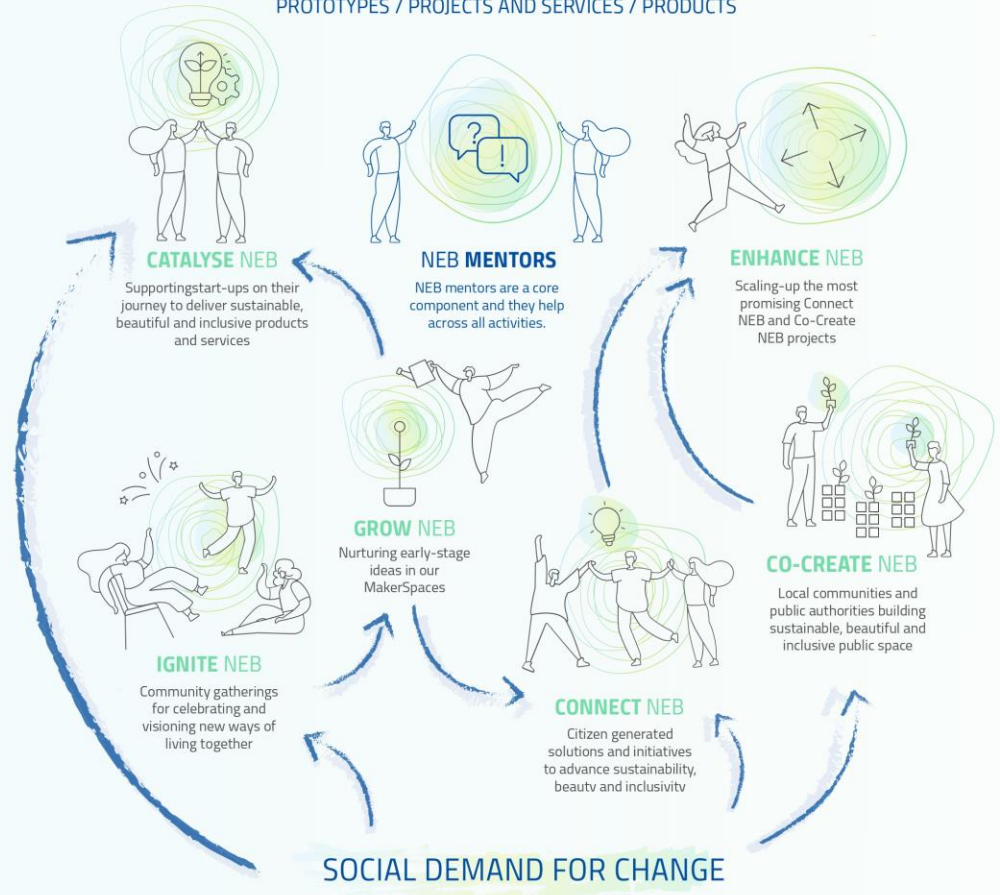 PROTOTYPES / PROJECTS AND SERVICES / PRODUCTS
CATALYSE NEB
Supportingstart-ups on their
journey to deliver sustainable,
beautiful and inclusive products
and services
NEB MENTORS
NEB mentors are a core
component and they help
across all activities.
ENHANCE NEB
Scaling-up the most
promising Connect
NEB and Co-Create
NEB projects
GROW NEB
Nurturing early-stage
ideas in our
MakerSpaces
CO-CREATE NEB
Local communities and
public authorities building
sustainable, beautiful and
inclusive public space
IGNITE NEB
Community gatherings
for celebrating and
visioning new ways of
living together
CONNECT NEB
Citizen generated
solutions and initiatives
to advance sustainability,
beauty and inclusivity
SOCIAL DEMAND FOR CHANGE